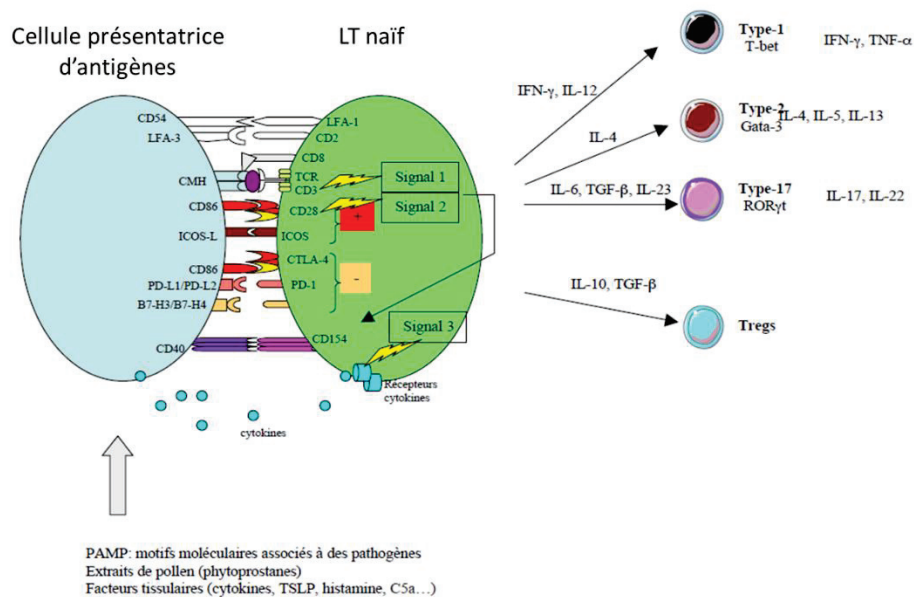 Cellule présentatrice
d'antigènes
LT naïf
CD54
LFA-3
CMH
CD86
ICOS-L
CD86
PD-L1/PD-L2
B7-H3/B7-H4
CD40
LFA-1
CD2
CD8
TCR
CD3
CD28
ICOS
CTLA-4
PD-1
CD154
Signal 1
Signal 2
+
-
Signal 3
Récepteurs
cytokines
cytokines
IFN-γ, IL-12
IL-4
IL-6, TGF-β, IL-23
IL-10, TGF-β
Type-1
T-bet
IFN-γ, TNF-α
Type-2
Gata-3
IL-4, IL-5, IL-13
Type-17
RORγt
IL-17, IL-22
Tregs
PAMP: motifs moléculaires associés à des pathogènes
Extraits de pollen (phytoprostanes)
Facteurs tissulaires (cytokines, TSLP, histamine, C5a…)